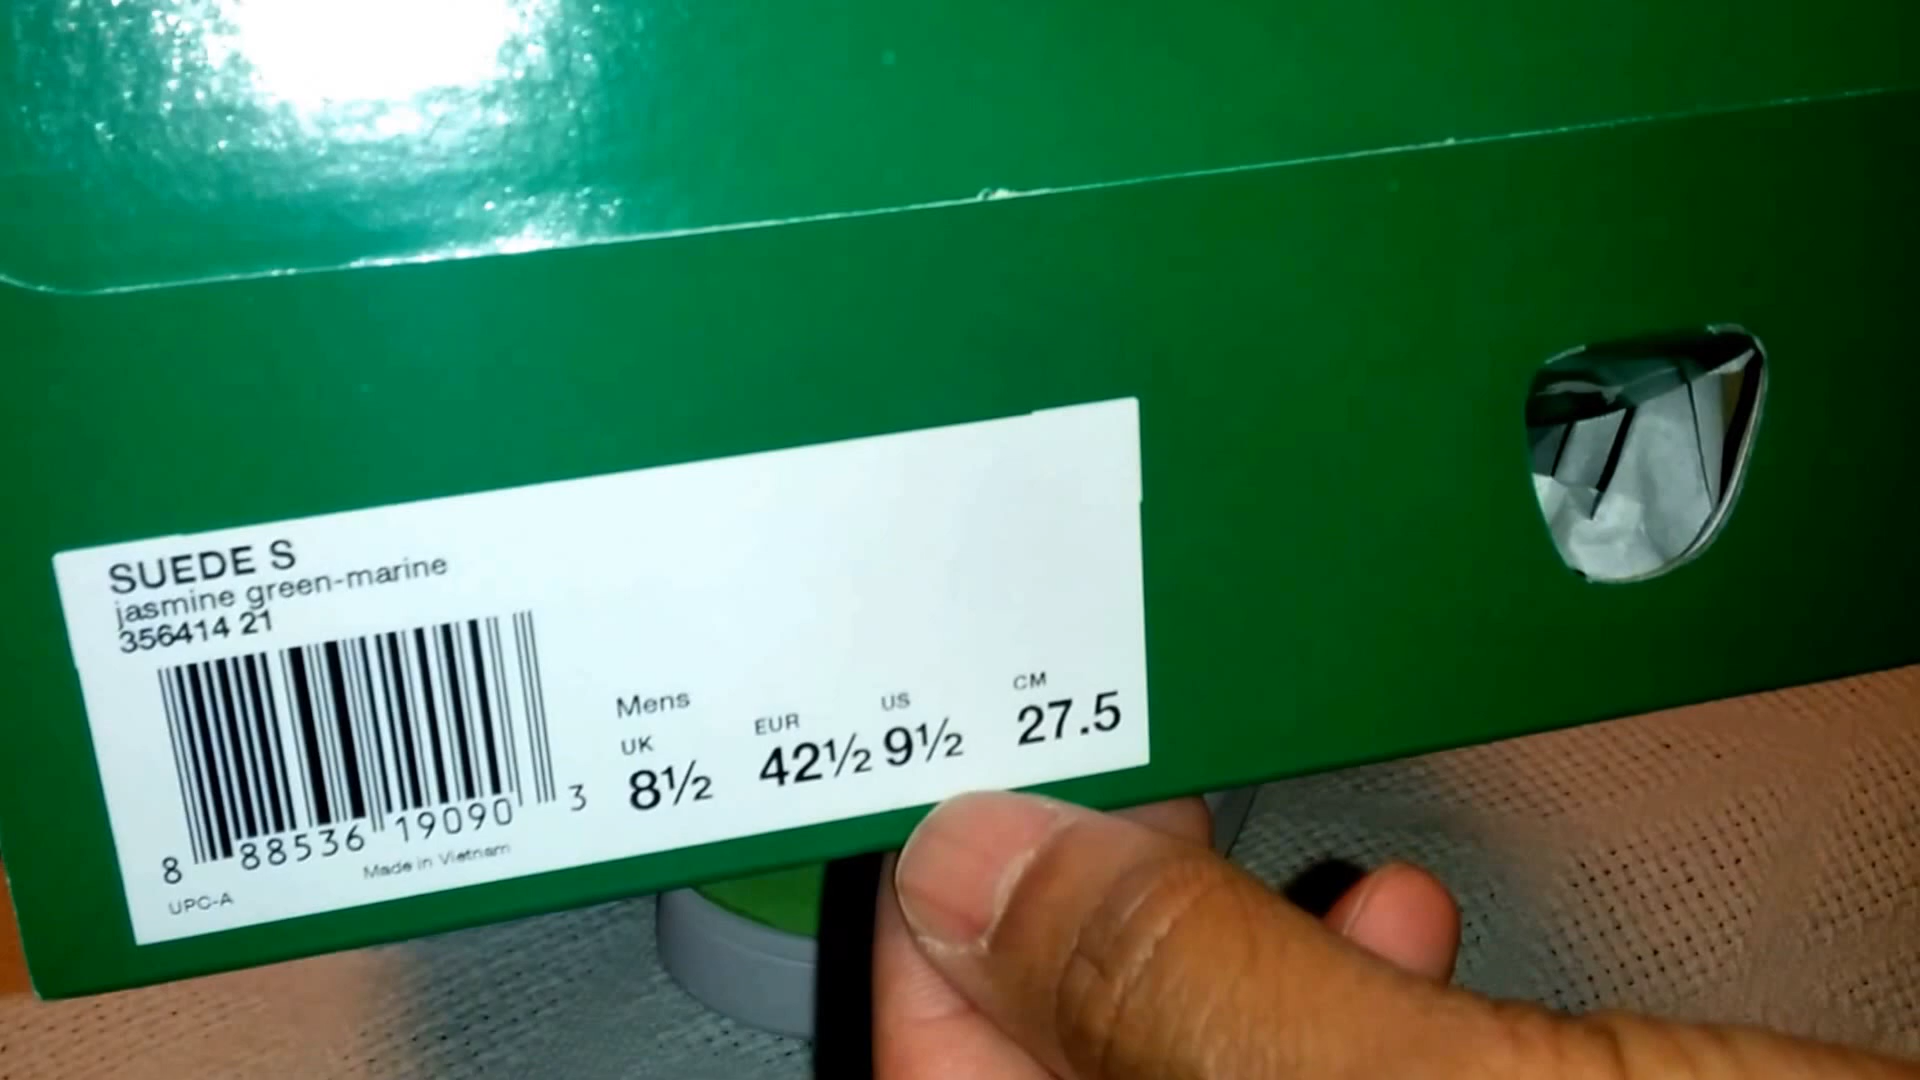 SUEDE S
jasmine green-marine
356414 21
Mens
UK EUR US CM
8½ 42½ 9½ 27.5
8 88536 19090 3
Made in Vietnam
UPC-A